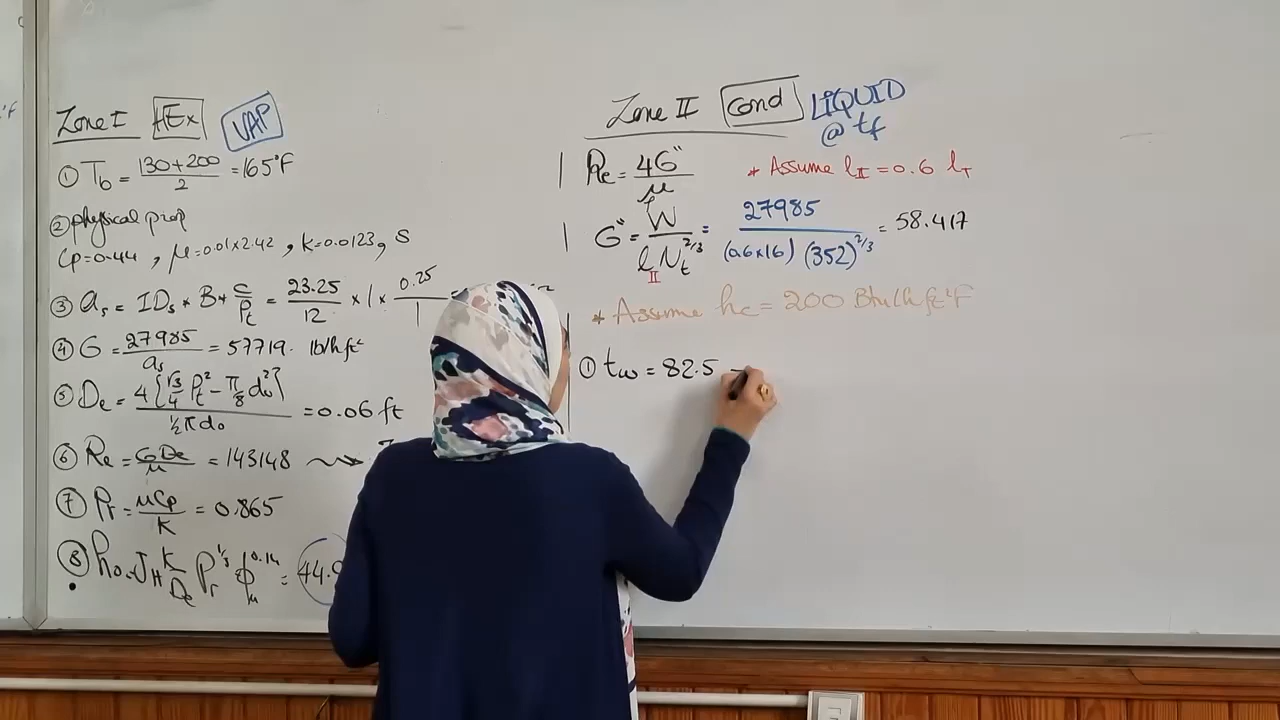 Zone I HEx VAP
① Tb = 130+200 / 2 = 165°F
② physical prop
Cp=0.44 , μ=0.01x2.42 , k=0.0123, S
③ as = IDs * B * C/Pt = 23.25/12 x 1 x 0.25/1
④ G = 27985/as = 57719. lb/h ft²
⑤ De = 4{√3/4 Pt² - π/8 do²} / ½πdo = 0.06 ft
⑥ Re = GDe/μ = 143148
⑦ Pr = μCp/K = 0.865
⑧ ho = JH K/De Pr^1/3 φμ^0.14 = 44.
Zone II Cond LIQUID
@ tf
Re = 4G"/μ * Assume lII = 0.6 lT
G" = W / lII Nt^2/3 = 27985 / (0.6x16) (352)^2/3 = 58.417
* Assume hc = 200 Btu/h ft²°F
① tw = 82.5